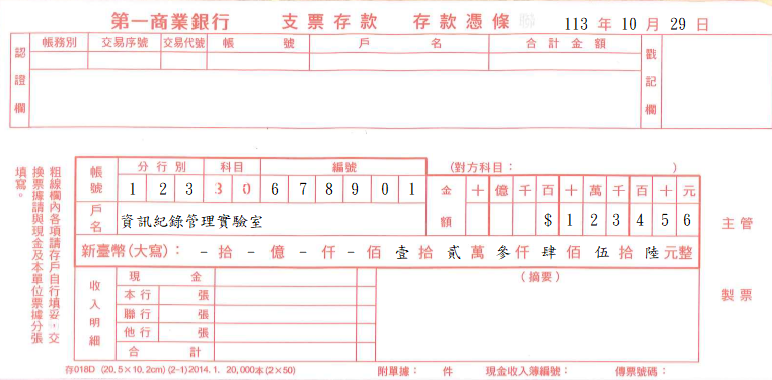 第一商業銀行 支票存款 存款憑條 113 年 10 月 29 日
帳務別 交易序號 交易代號 帳號 戶名 合計金額
認證欄
戳記欄
粗線欄內各項請存戶自行填妥,交換票據請與現金及本單位票據分張填寫。
帳號 分行別 科目 編號 (對方科目: )
1 2 3 3 0 6 7 8 9 0 1
金額 十 億 千 百 十 萬 千 百 十 元
$ 1 2 3 4 5 6
戶名 資訊紀錄管理實驗室
新臺幣(大寫): - 拾 - 億 - 仟 - 佰 壹 拾 貳 萬 參 仟 肆 佰 伍 拾 陸 元整
主管
製票
收入明細
現金
本行 張
聯行 張
他行 張
合計
(摘要)
存018D (20.5×10.2cm) (2-1)2014.1. 20,000本(2×50) 附單據: 件 現金收入簿編號: 傳票號碼: